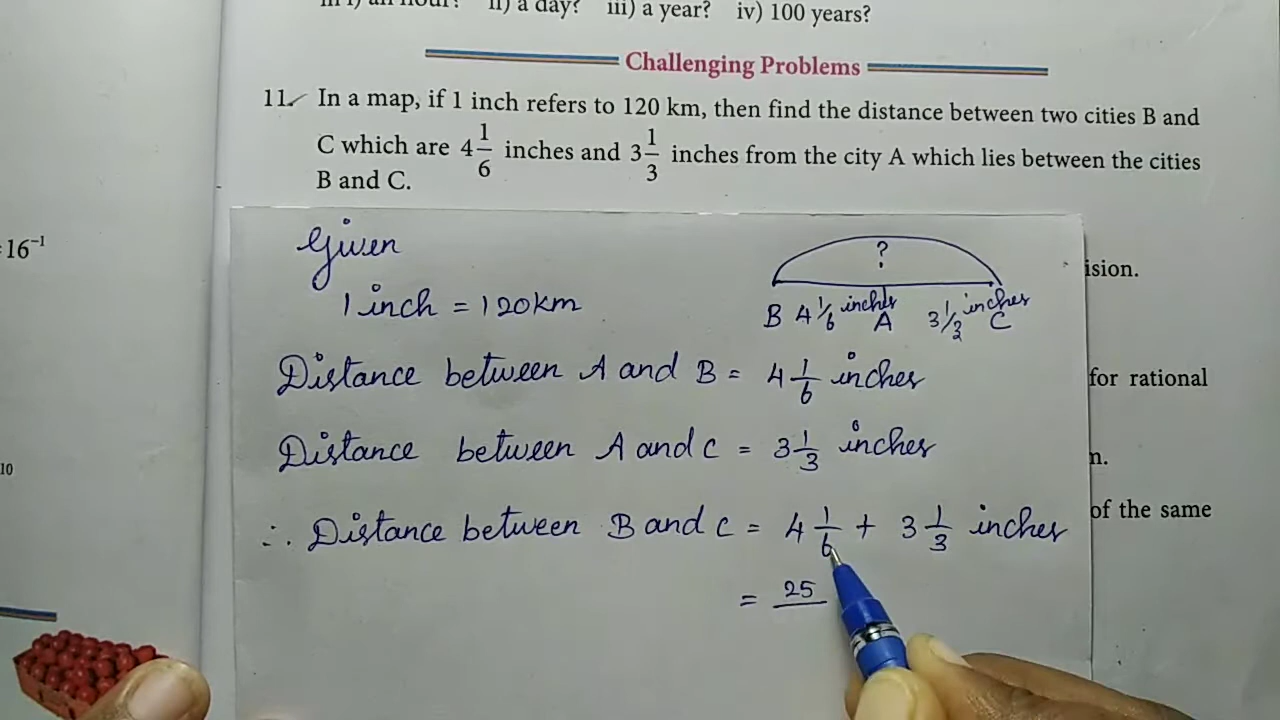 ii) a day? iii) a year? iv) 100 years?
Challenging Problems
11. In a map, if 1 inch refers to 120 km, then find the distance between two cities B and
C which are 4 1/6 inches and 3 1/3 inches from the city A which lies between the cities
B and C.
16⁻¹
10
ision.
for rational
n.
of the same
Given
1 inch = 120km
?
B 4 1/6 inches A 3 1/3 inches C
Distance between A and B = 4 1/6 inches
Distance between A and C = 3 1/3 inches
∴ Distance between B and C = 4 1/6 + 3 1/3 inches
= 25